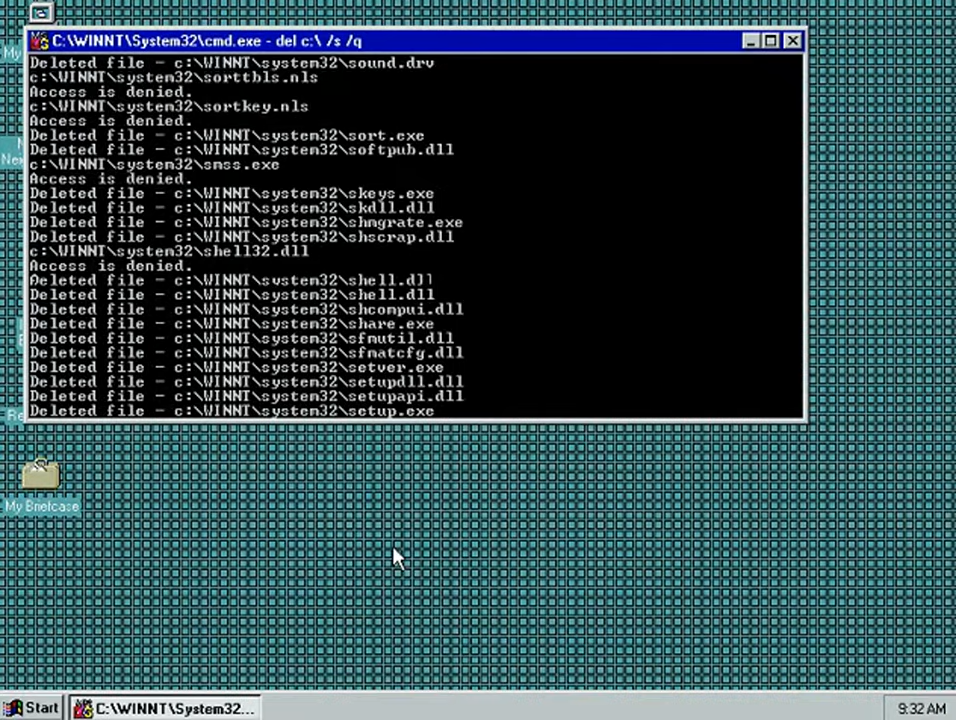 C:\WINNT\System32\cmd.exe - del c:\ /s /q
Deleted file - c:\WINNT\system32\sound.drv
c:\WINNT\system32\sorttbls.nls
Access is denied.
c:\WINNT\system32\sortkey.nls
Access is denied.
Deleted file - c:\WINNT\system32\sort.exe
Deleted file - c:\WINNT\system32\softpub.dll
c:\WINNT\system32\smss.exe
Access is denied.
Deleted file - c:\WINNT\system32\skeys.exe
Deleted file - c:\WINNT\system32\skdll.dll
Deleted file - c:\WINNT\system32\shmgrate.exe
Deleted file - c:\WINNT\system32\shscrap.dll
c:\WINNT\system32\shell32.dll
Access is denied.
Deleted file - c:\WINNT\system32\shell.dll
Deleted file - c:\WINNT\system32\shell.dll
Deleted file - c:\WINNT\system32\shcompui.dll
Deleted file - c:\WINNT\system32\share.exe
Deleted file - c:\WINNT\system32\sfmutil.dll
Deleted file - c:\WINNT\system32\sfmatcfg.dll
Deleted file - c:\WINNT\system32\setver.exe
Deleted file - c:\WINNT\system32\setupdll.dll
Deleted file - c:\WINNT\system32\setupapi.dll
Deleted file - c:\WINNT\system32\setup.exe
My
Ne
Re
My Briefcase
Start
C:\WINNT\System32...
9:32 AM